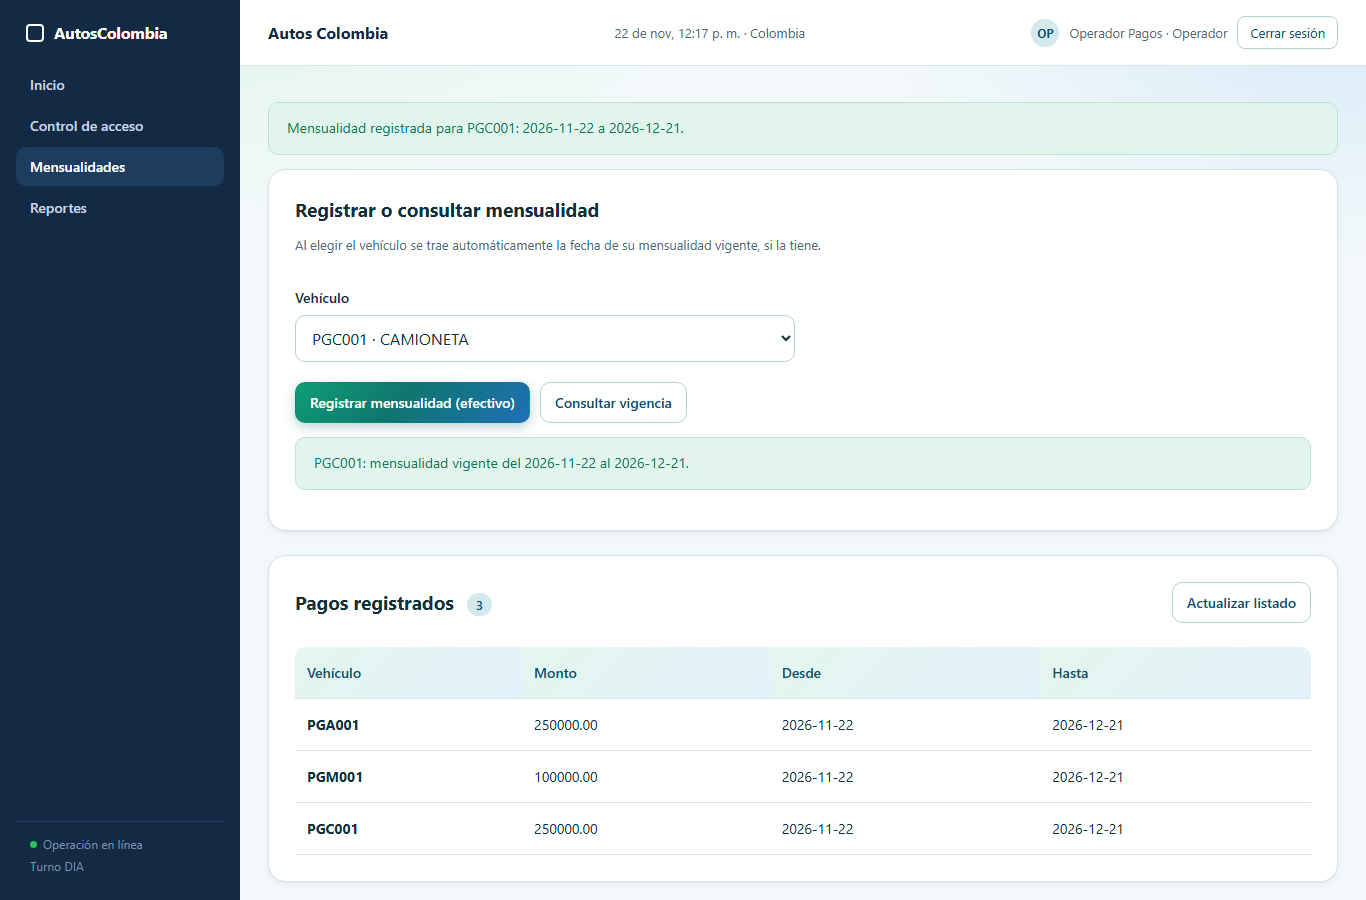 AutosColombia
Inicio
Control de acceso
Mensualidades
Reportes
Operación en línea
Turno DIA
Autos Colombia
22 de nov, 12:17 p. m. · Colombia
OP
Operador Pagos · Operador
Cerrar sesión
Mensualidad registrada para PGC001: 2026-11-22 a 2026-12-21.
Registrar o consultar mensualidad
Al elegir el vehículo se trae automáticamente la fecha de su mensualidad vigente, si la tiene.
Vehículo
PGC001 · CAMIONETA
Registrar mensualidad (efectivo)
Consultar vigencia
PGC001: mensualidad vigente del 2026-11-22 al 2026-12-21.
Pagos registrados 3
Actualizar listado
Vehículo Monto Desde Hasta
PGA001 250000.00 2026-11-22 2026-12-21
PGM001 100000.00 2026-11-22 2026-12-21
PGC001 250000.00 2026-11-22 2026-12-21